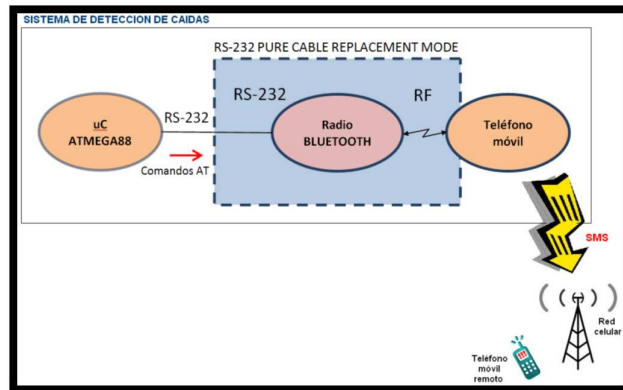 SISTEMA DE DETECCION DE CAIDAS
RS-232 PURE CABLE REPLACEMENT MODE
RS-232
RF
uC
ATMEGA88
RS-232
Radio
BLUETOOTH
Teléfono
móvil
Comandos AT
SMS
Red
celular
Teléfono
móvil
remoto